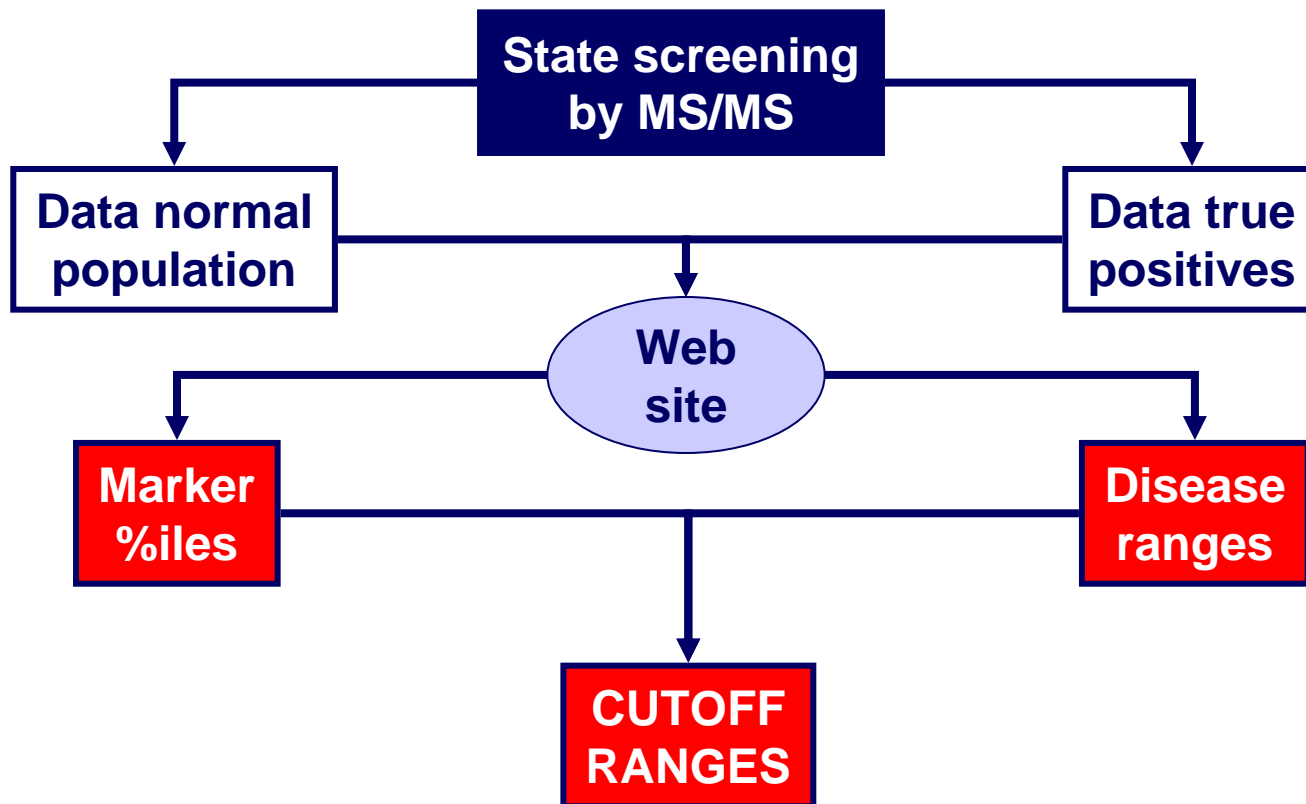 State screening
by MS/MS
Data normal
population
Data true
positives
Web
site
Marker
%iles
Disease
ranges
CUTOFF
RANGES